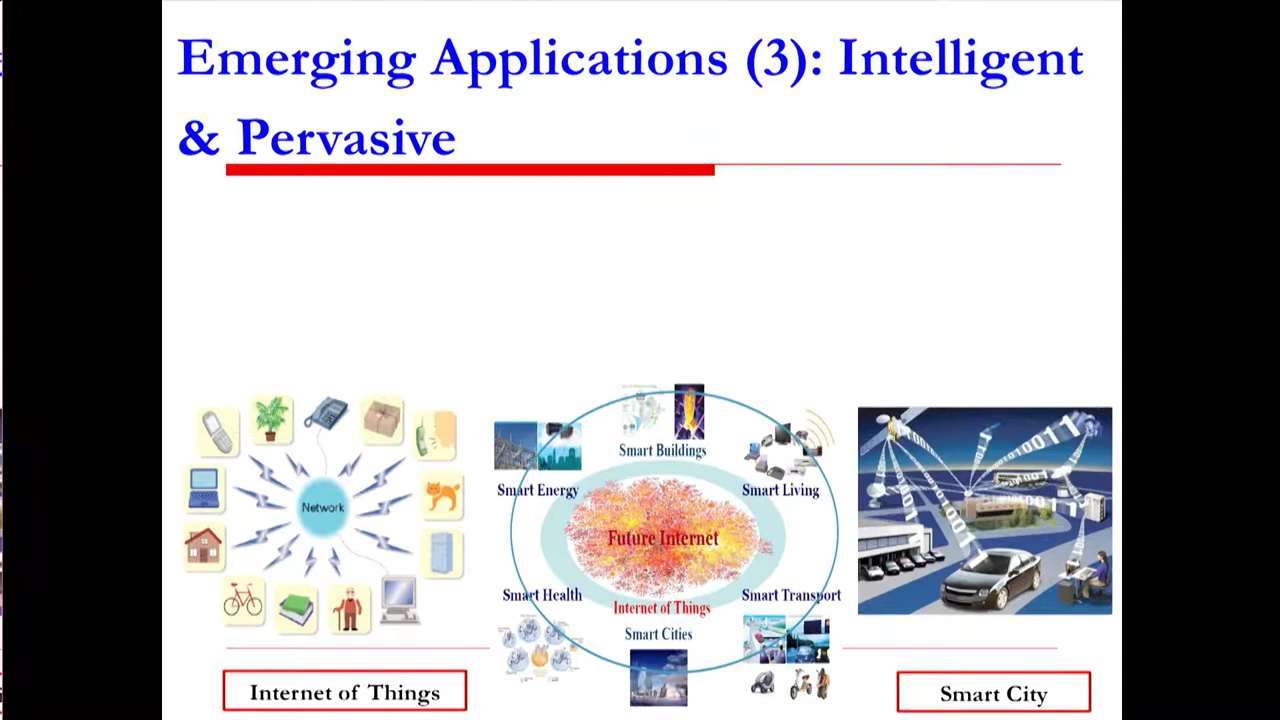 Emerging Applications (3): Intelligent
& Pervasive
Network
Smart Buildings
Smart Energy
Smart Living
Future Internet
Smart Health
Internet of Things
Smart Transport
Smart Cities
Internet of Things
Smart City